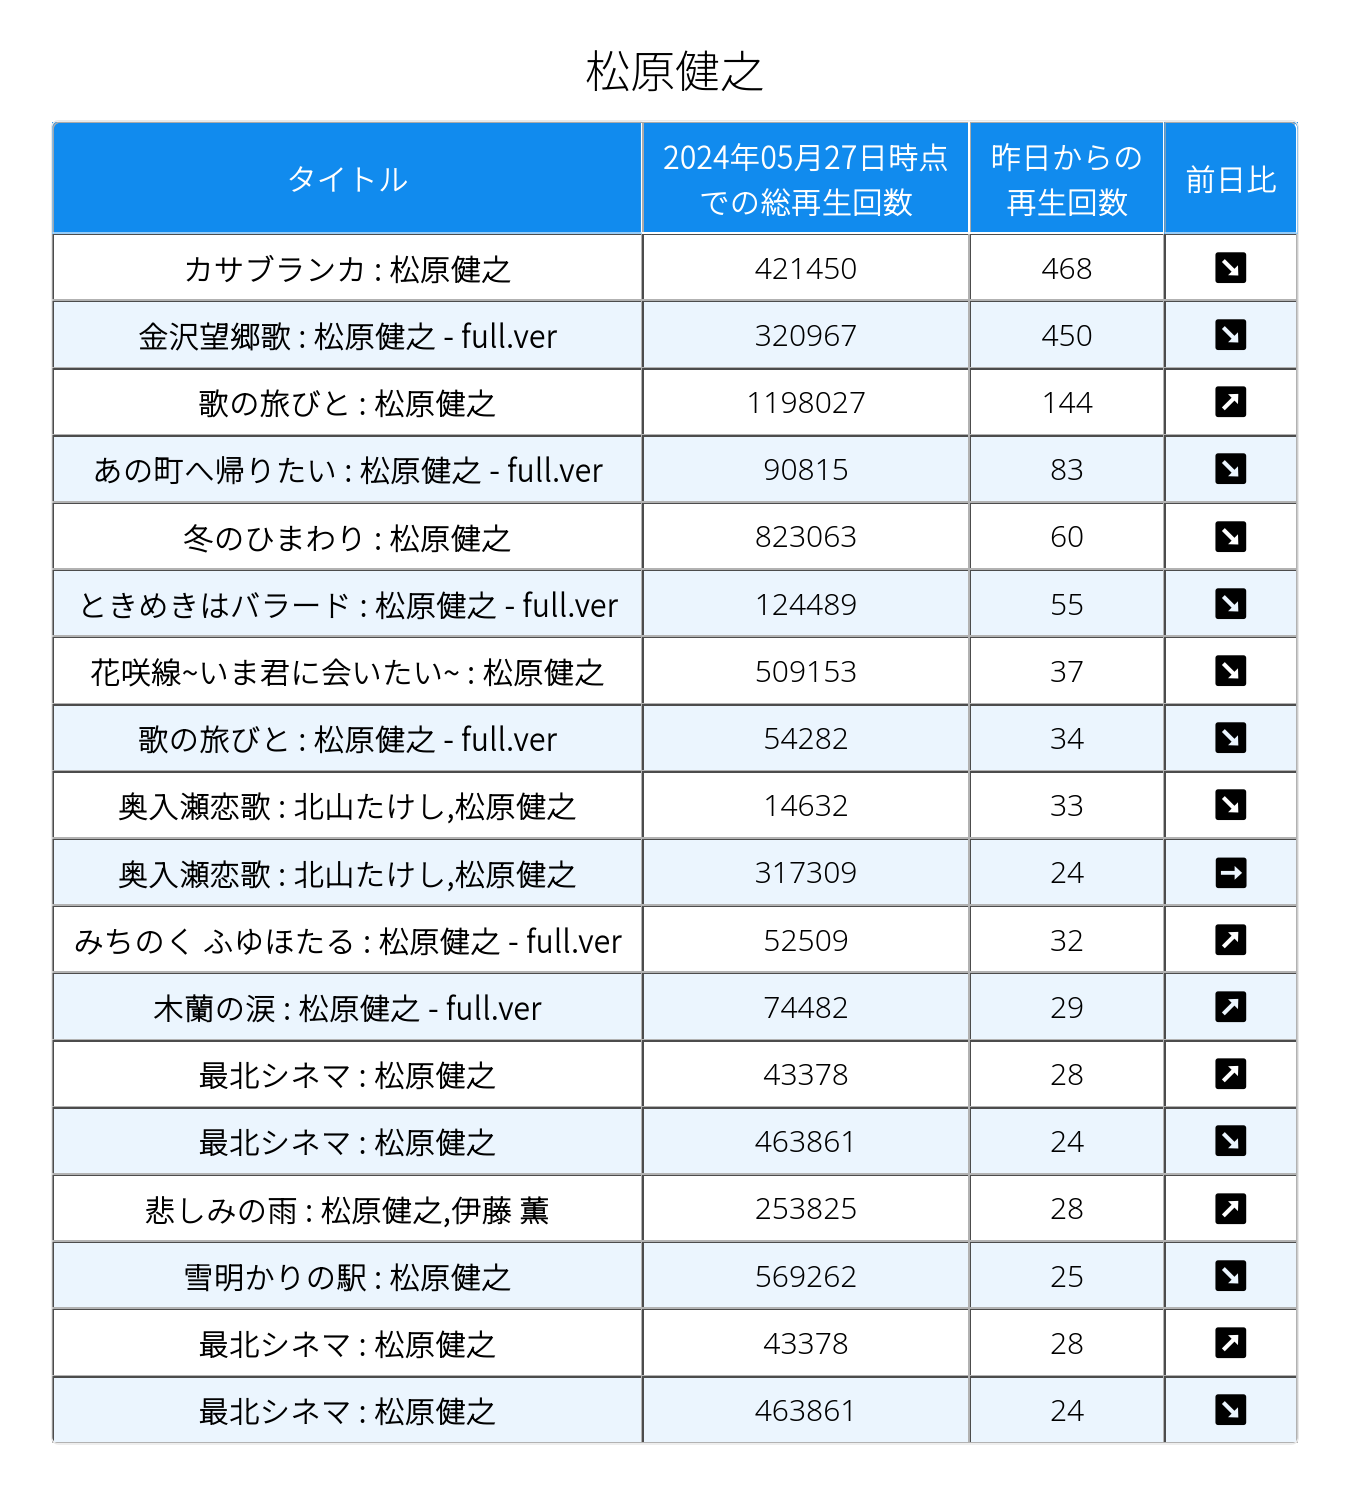 松原健之
タイトル 2024年05月27日時点での総再生回数 昨日からの再生回数 前日比
カサブランカ : 松原健之 421450 468 ↘
金沢望郷歌 : 松原健之 - full.ver 320967 450 ↘
歌の旅びと : 松原健之 1198027 144 ↗
あの町へ帰りたい : 松原健之 - full.ver 90815 83 ↘
冬のひまわり : 松原健之 823063 60 ↘
ときめきはバラード : 松原健之 - full.ver 124489 55 ↘
花咲線~いま君に会いたい~ : 松原健之 509153 37 ↘
歌の旅びと : 松原健之 - full.ver 54282 34 ↘
奥入瀬恋歌 : 北山たけし,松原健之 14632 33 ↘
奥入瀬恋歌 : 北山たけし,松原健之 317309 24 →
みちのく ふゆほたる : 松原健之 - full.ver 52509 32 ↗
木蘭の涙 : 松原健之 - full.ver 74482 29 ↗
最北シネマ : 松原健之 43378 28 ↗
最北シネマ : 松原健之 463861 24 ↘
悲しみの雨 : 松原健之,伊藤 薫 253825 28 ↗
雪明かりの駅 : 松原健之 569262 25 ↘
最北シネマ : 松原健之 43378 28 ↗
最北シネマ : 松原健之 463861 24 ↘